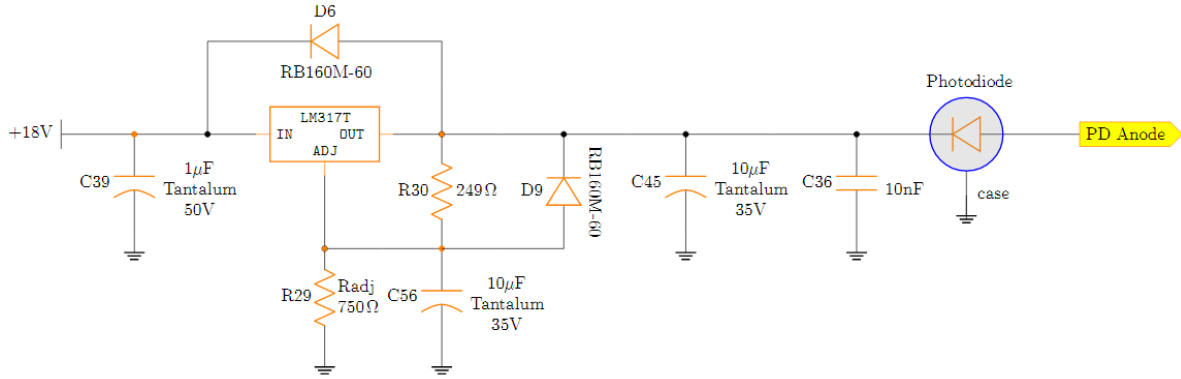 D6
RB160M-60
Photodiode
+18V
LM317T
IN OUT
ADJ
PD Anode
C39
1μF
Tantalum
50V
R30
249Ω
D9
RB160M-60
C45
10μF
Tantalum
35V
C36
10nF
case
R29
Radj
750Ω
C56
10μF
Tantalum
35V